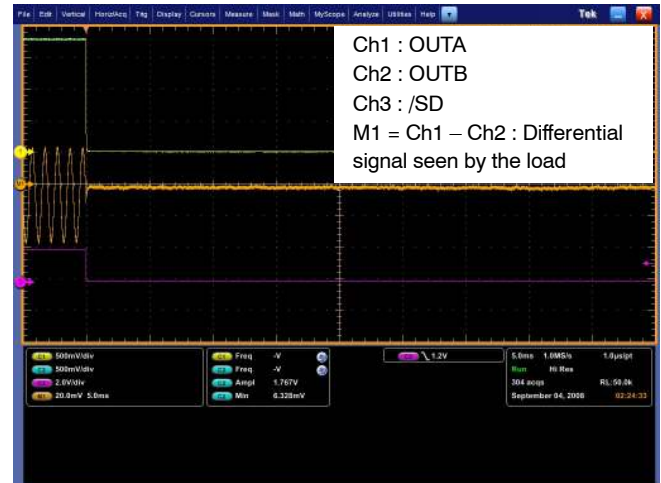 File Edit Vertical Horiz/Acq Trig Display Cursors Measure Mask Math MyScope Analyze Utilities Help Tek
Ch1 : OUTA
Ch2 : OUTB
Ch3 : /SD
M1 = Ch1 – Ch2 : Differential
signal seen by the load
500mV/div
500mV/div
2.0V/div
20.0mV 5.0ms
Freq -V
Freq -V
Ampl 1.767V
Min 6.328mV
1.2V
5.0ms 1.0MS/s 1.0µs/pt
Run Hi Res
304 acqs RL:50.0k
September 04, 2008 02:24:33